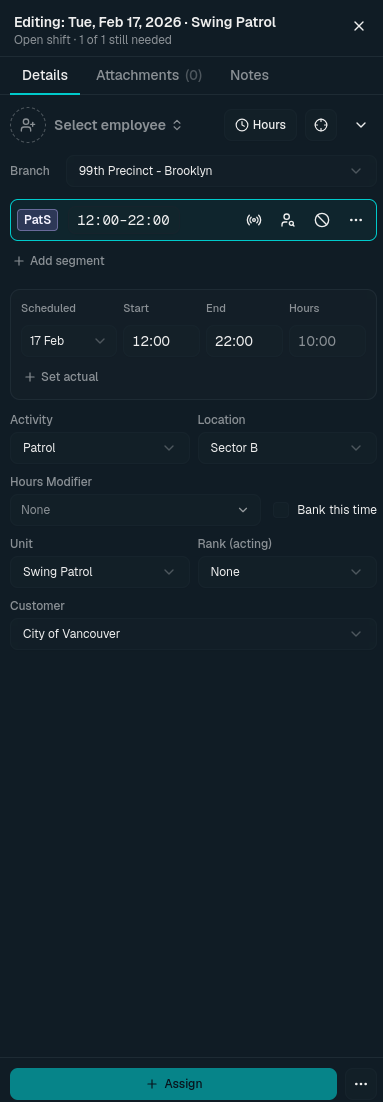 Editing: Tue, Feb 17, 2026 · Swing Patrol
Open shift · 1 of 1 still needed
Details Attachments (0) Notes
Select employee Hours
Branch 99th Precinct - Brooklyn
PatS 12:00–22:00
Add segment
Scheduled Start End Hours
17 Feb 12:00 22:00 10:00
Set actual
Activity Location
Patrol Sector B
Hours Modifier
None Bank this time
Unit Rank (acting)
Swing Patrol None
Customer
City of Vancouver
Assign